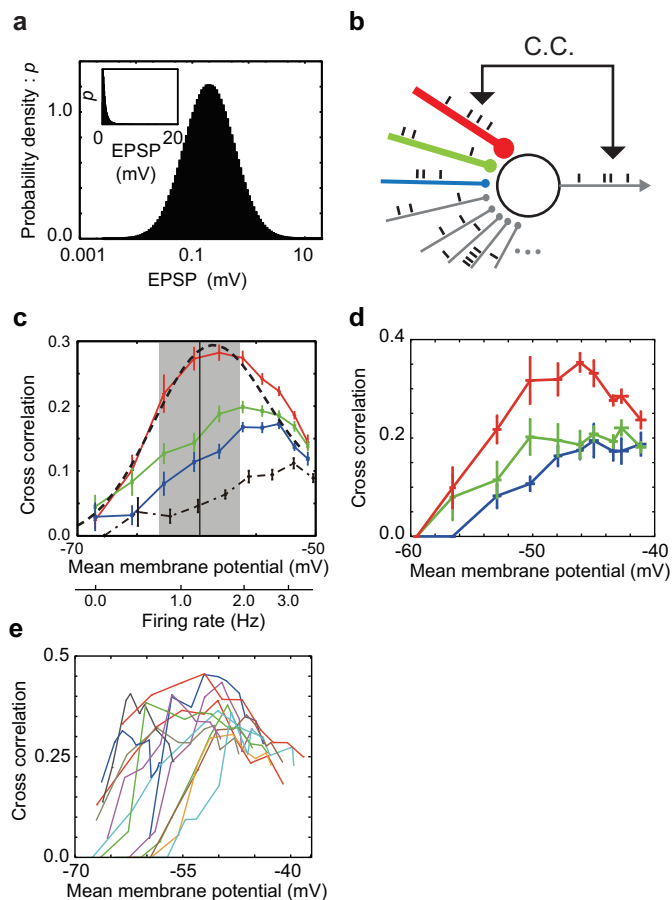 a
Probability density : p
1.0
0.0
p
0
20
EPSP
(mV)
0.001
0.1
10
EPSP (mV)
b
C.C.
c
Cross correlation
0.3
0.2
0.1
0.0
-70
-50
Mean membrane potential (mV)
0.0
1.0
2.0
3.0
Firing rate (Hz)
d
Cross correlation
0.4
0.2
0.0
-60
-50
-40
Mean membrane potential (mV)
e
Cross correlation
0.5
0.25
0.0
-70
-55
-40
Mean membrane potential (mV)